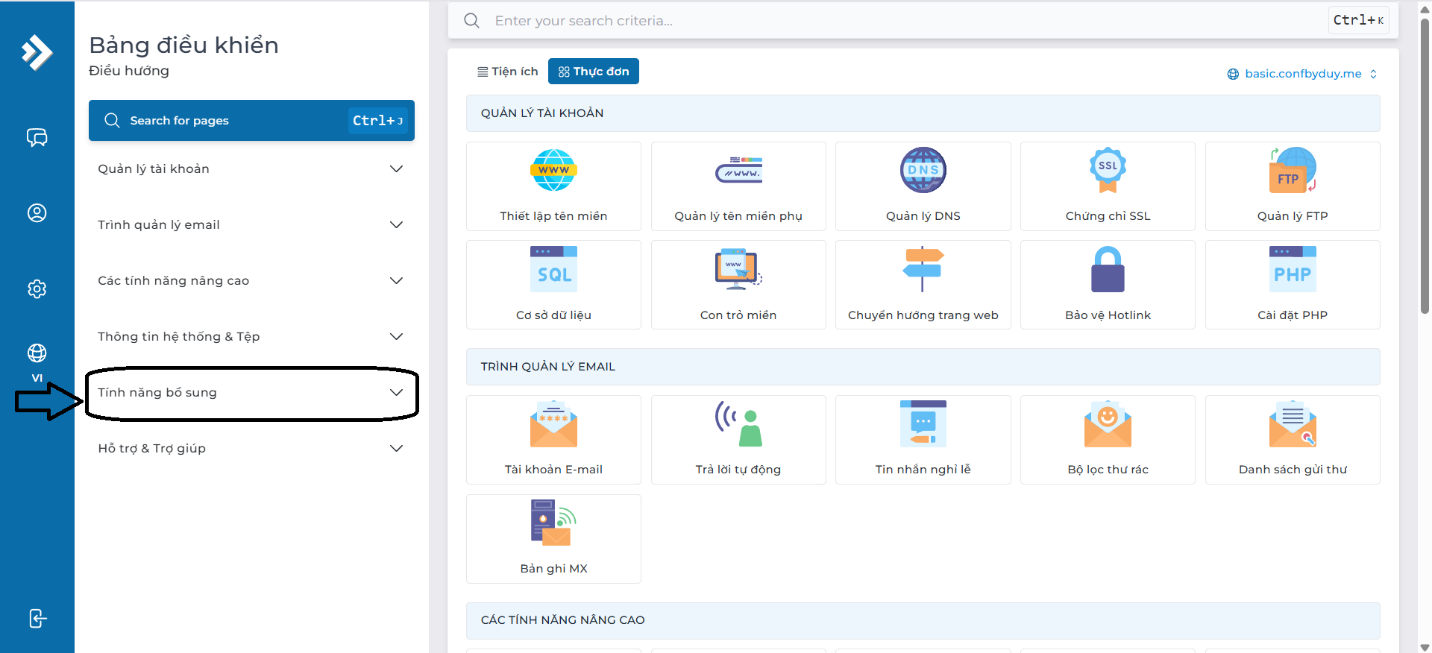 Bảng điều khiển
Điều hướng
Search for pages Ctrl+J
Quản lý tài khoản
Trình quản lý email
Các tính năng nâng cao
Thông tin hệ thống & Tệp
VI
Tính năng bổ sung
Hỗ trợ & Trợ giúp
Enter your search criteria... Ctrl+K
Tiện ích Thực đơn basic.confbyduy.me
QUẢN LÝ TÀI KHOẢN
WWW // WWW. DNS SSL FTP
Thiết lập tên miền Quản lý tên miền phụ Quản lý DNS Chứng chỉ SSL Quản lý FTP
SQL WWW PHP
Cơ sở dữ liệu Con trỏ miền Chuyển hướng trang web Bảo vệ Hotlink Cài đặt PHP
TRÌNH QUẢN LÝ EMAIL
****
Tài khoản E-mail Trả lời tự động Tin nhắn nghỉ lễ Bộ lọc thư rác Danh sách gửi thư
Bản ghi MX
CÁC TÍNH NĂNG NÂNG CAO